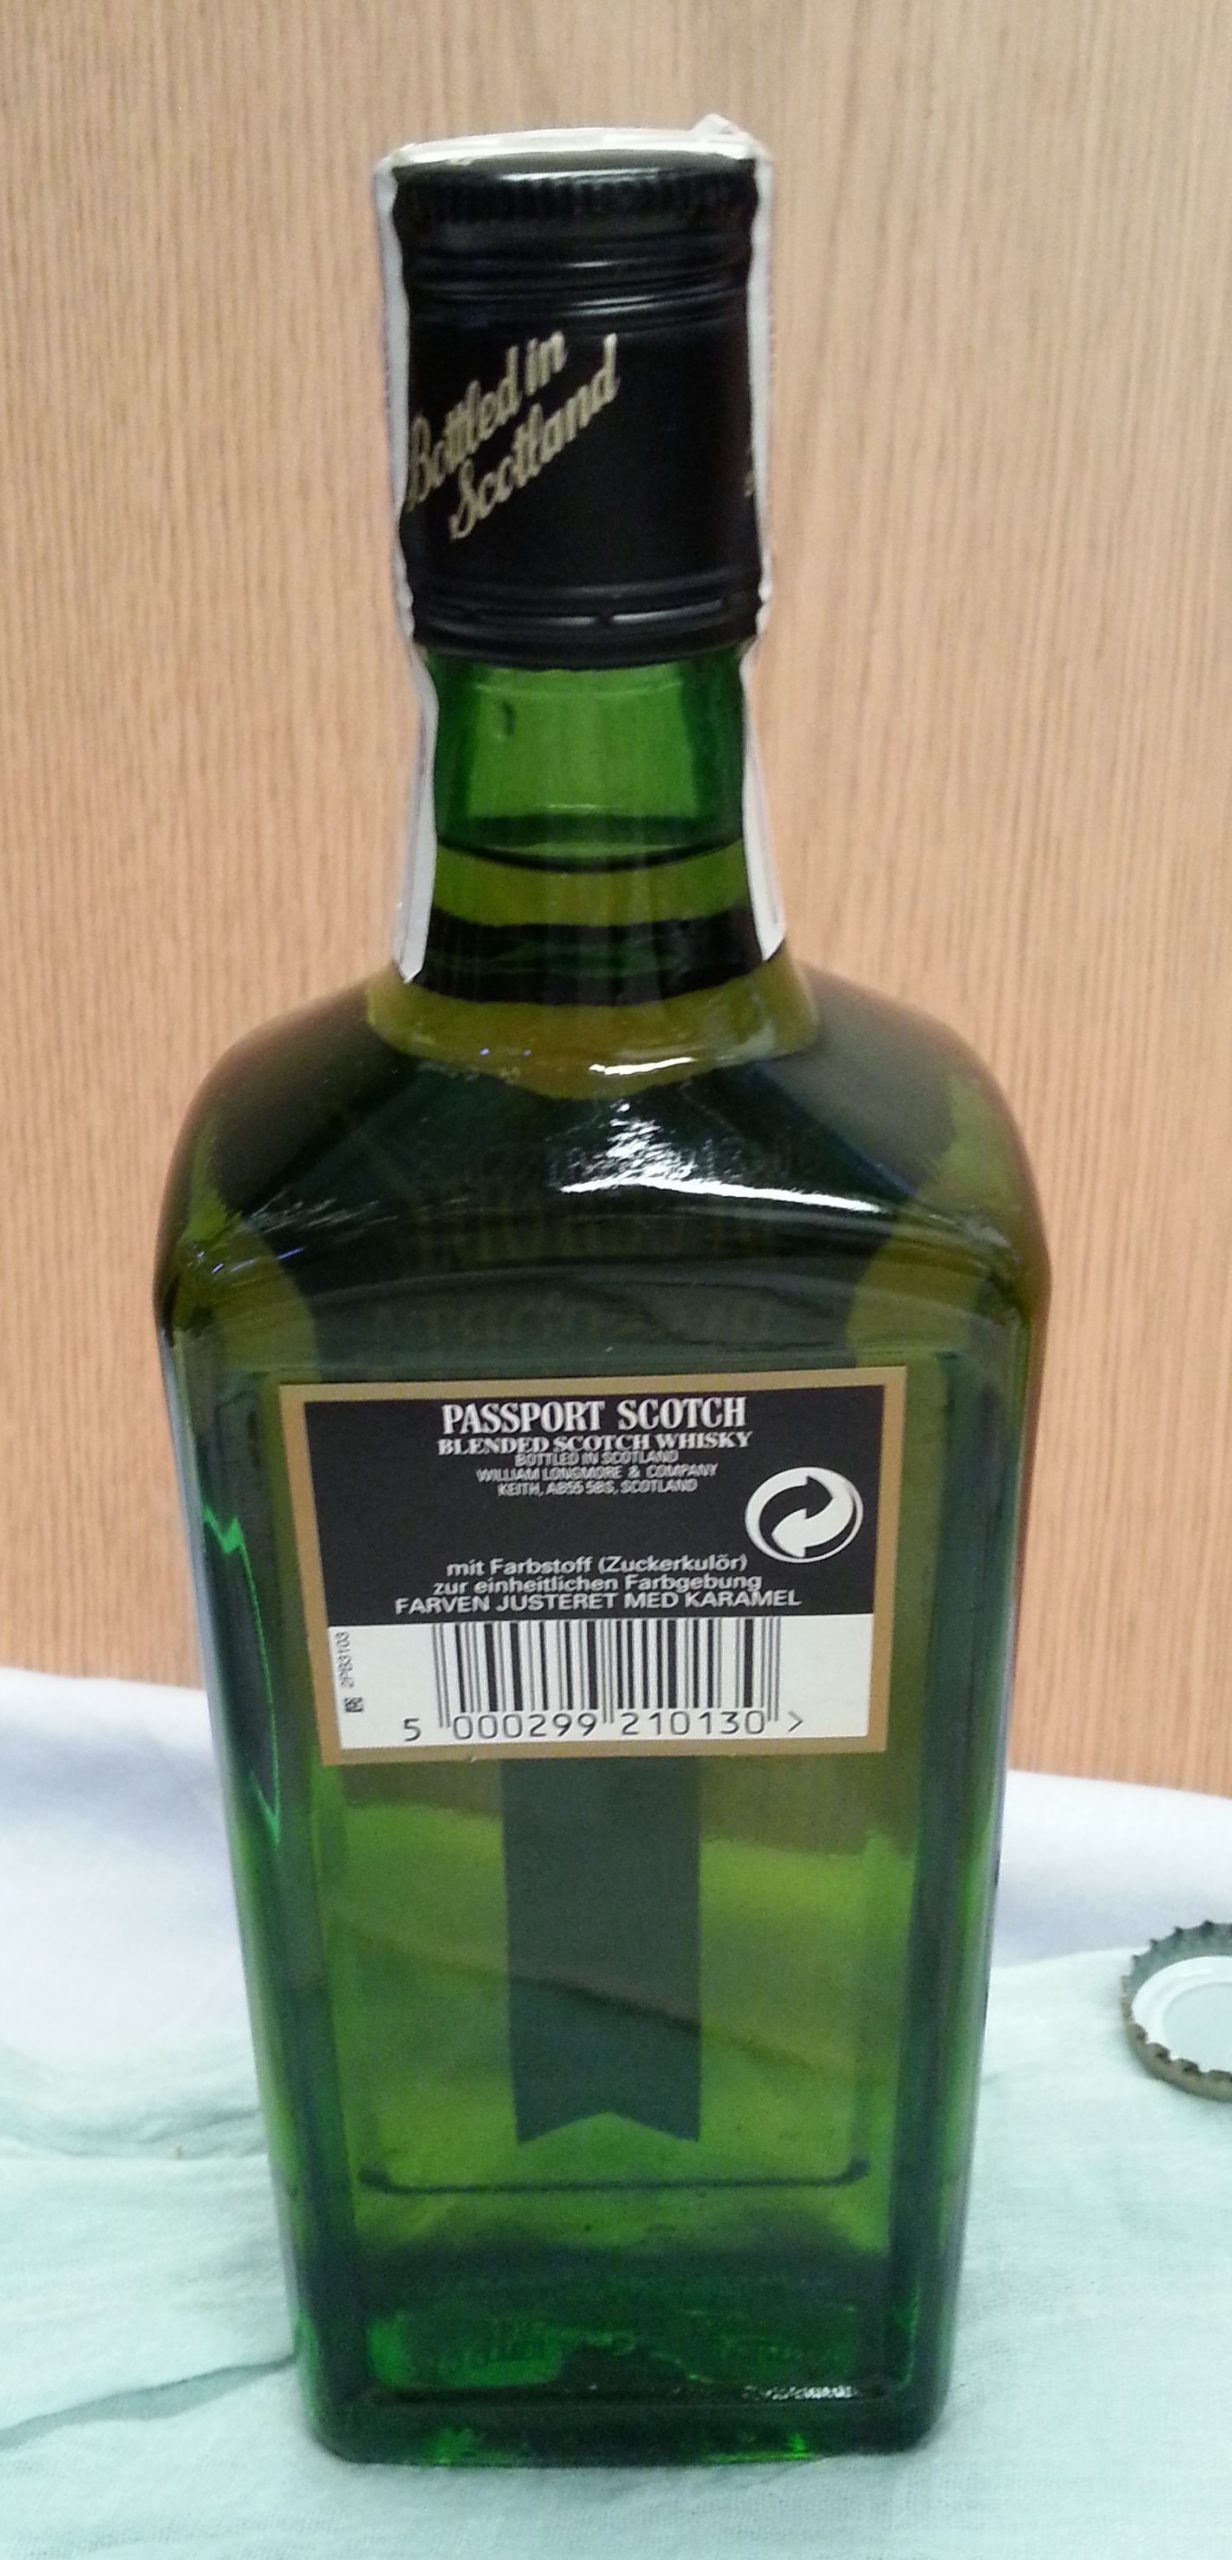 Bottled in
Scotland
PASSPORT SCOTCH
BLENDED SCOTCH WHISKY
BOTTLED IN SCOTLAND
WILLIAM LONGMORE & COMPANY
KEITH, AB55 5BS, SCOTLAND
mit Farbstoff (Zuckerkulör)
zur einheitlichen Farbgebung
FARVEN JUSTERET MED KARAMEL
2PB3103
5 000299 210130 >